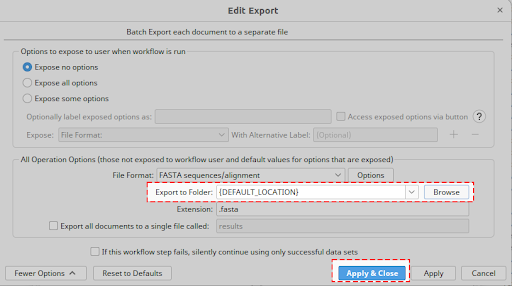 Edit Export
Batch Export each document to a separate file
Options to expose to user when workflow is run
Expose no options
Expose all options
Expose some options
Optionally label exposed options as:
Access exposed options via button
?
Expose: File Format: With Alternative Label: (Optional)
All Operation Options (those not exposed to workflow user and default values for options that are exposed)
File Format: FASTA sequences/alignment Options
Export to Folder: {DEFAULT_LOCATION} Browse
Extension: .fasta
Export all documents to a single file called: results
If this workflow step fails, silently continue using only successful data sets
Fewer Options Reset to Defaults Apply & Close Apply Cancel